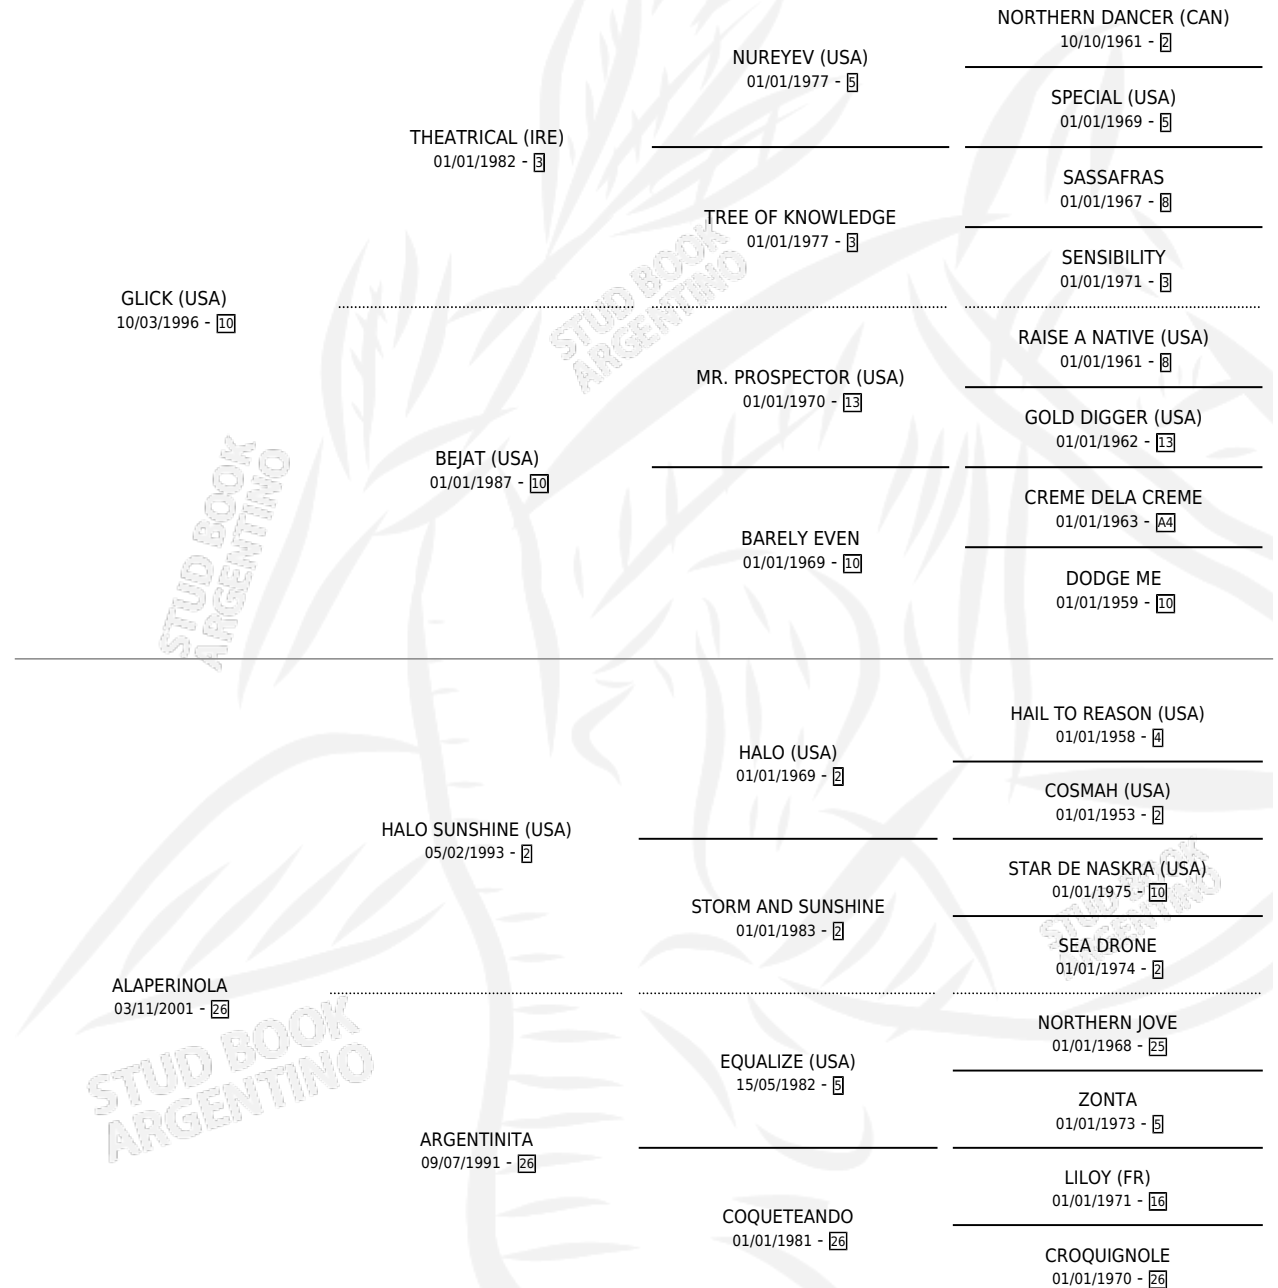 NORTHERN DANCER (CAN)
10/10/1961 - 2
NUREYEV (USA)
01/01/1977 - 5
SPECIAL (USA)
01/01/1969 - 5
THEATRICAL (IRE)
01/01/1982 - 3
SASSAFRAS
01/01/1967 - 8
TREE OF KNOWLEDGE
01/01/1977 - 3
SENSIBILITY
01/01/1971 - 3
GLICK (USA)
10/03/1996 - 10
STUD BOOK
ARGENTINO
RAISE A NATIVE (USA)
01/01/1961 - 8
MR. PROSPECTOR (USA)
01/01/1970 - 13
GOLD DIGGER (USA)
01/01/1962 - 13
BEJAT (USA)
01/01/1987 - 10
CREME DELA CREME
01/01/1963 - A4
BARELY EVEN
01/01/1969 - 10
DODGE ME
01/01/1959 - 10
STUD BOOK
ARGENTINO
HAIL TO REASON (USA)
01/01/1958 - 4
HALO (USA)
01/01/1969 - 2
COSMAH (USA)
01/01/1953 - 2
HALO SUNSHINE (USA)
05/02/1993 - 2
STAR DE NASKRA (USA)
01/01/1975 - 10
STORM AND SUNSHINE
01/01/1983 - 2
STUD BOOK
ARGENTINO
SEA DRONE
01/01/1974 - 2
ALAPERINOLA
03/11/2001 - 26
STUD BOOK
ARGENTINO
NORTHERN JOVE
01/01/1968 - 25
EQUALIZE (USA)
15/05/1982 - 5
ZONTA
01/01/1973 - 5
ARGENTINITA
09/07/1991 - 26
LILOY (FR)
01/01/1971 - 16
COQUETEANDO
01/01/1981 - 26
CROQUIGNOLE
01/01/1970 - 26